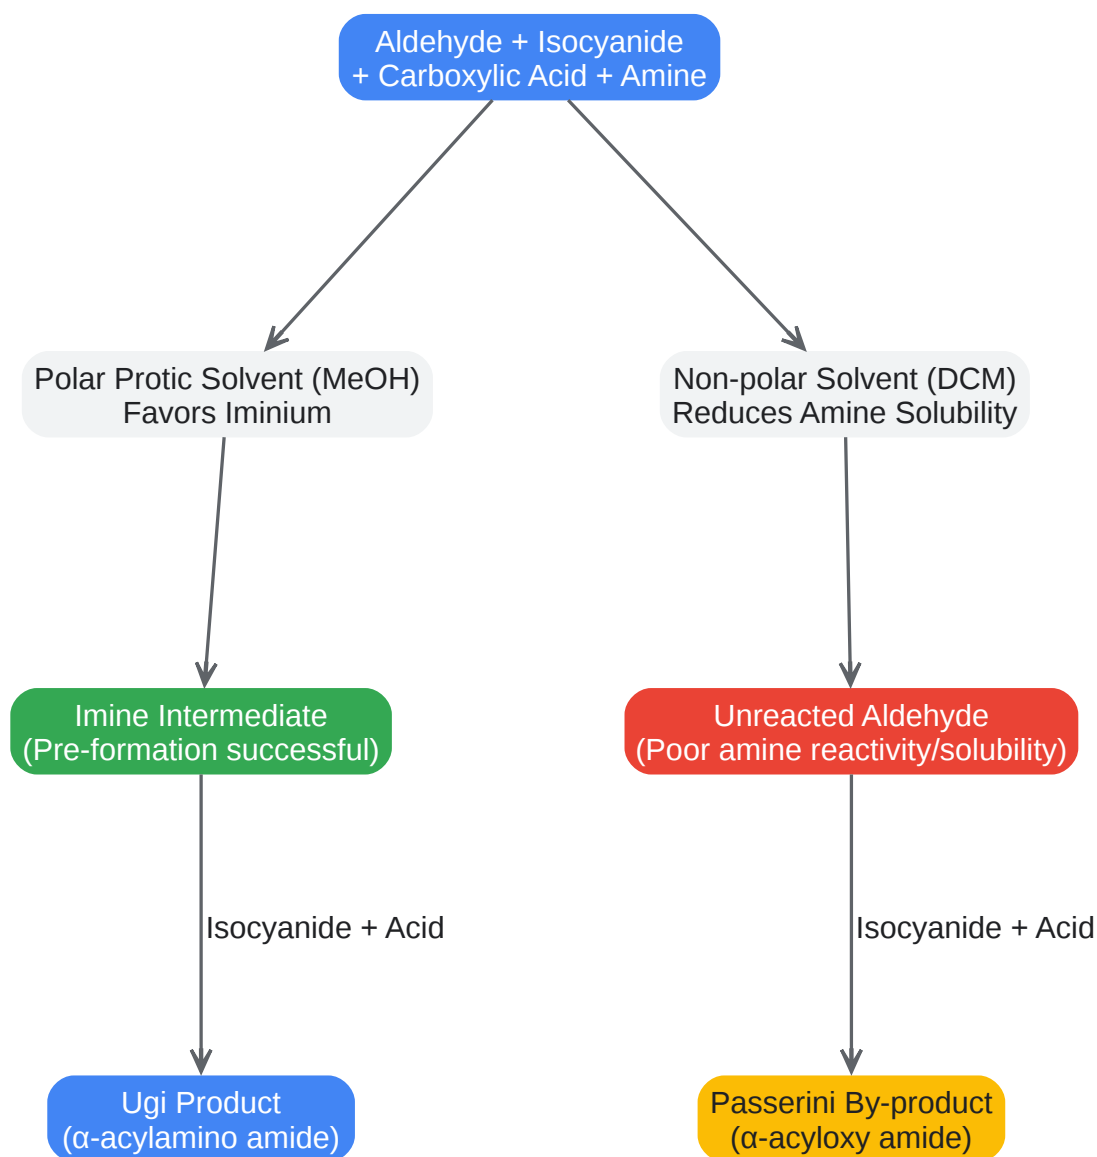 Aldehyde + Isocyanide
+ Carboxylic Acid + Amine
Polar Protic Solvent (MeOH)
Favors Iminium
Non-polar Solvent (DCM)
Reduces Amine Solubility
Imine Intermediate
(Pre-formation successful)
Unreacted Aldehyde
(Poor amine reactivity/solubility)
Isocyanide + Acid
Isocyanide + Acid
Ugi Product
(α-acylamino amide)
Passerini By-product
(α-acyloxy amide)